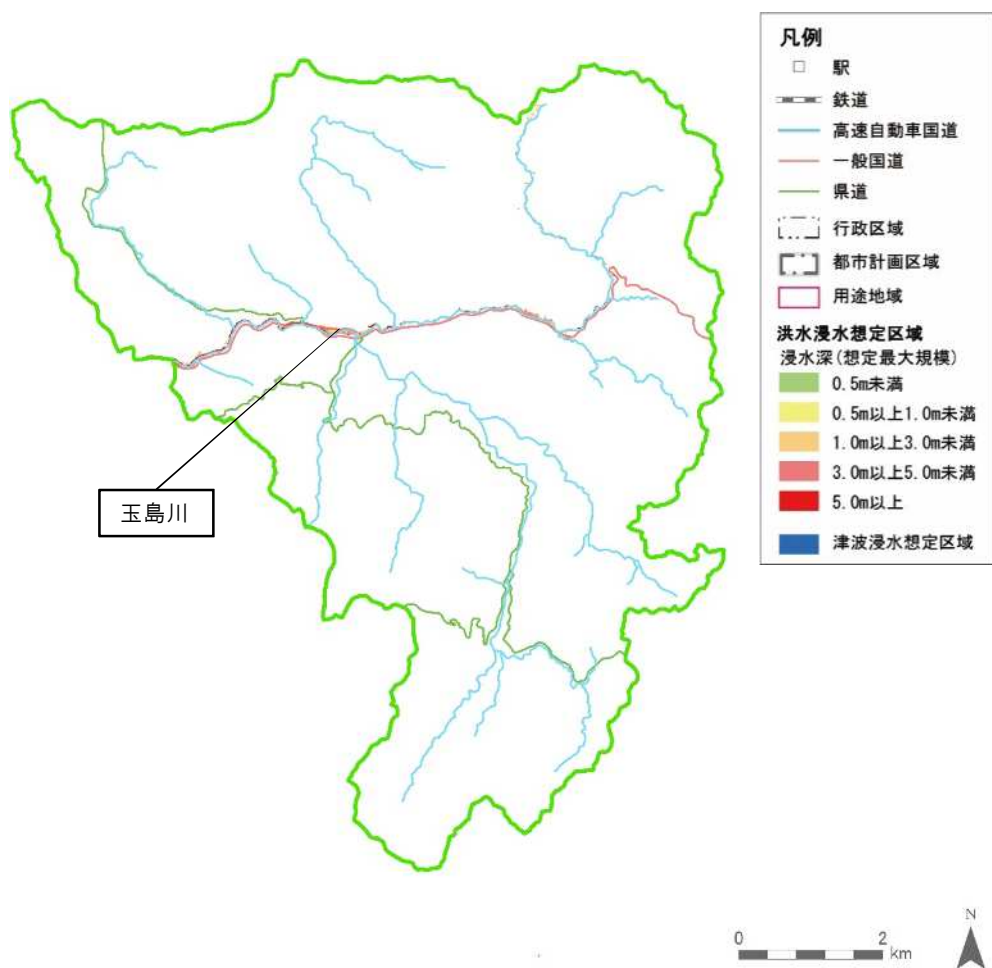 凡例
駅
鉄道
高速自動車国道
一般国道
県道
行政区域
都市計画区域
用途地域
洪水浸水想定区域
浸水深(想定最大規模)
0.5m未満
0.5m以上1.0m未満
1.0m以上3.0m未満
3.0m以上5.0m未満
5.0m以上
津波浸水想定区域
玉島川
N
0 2
km